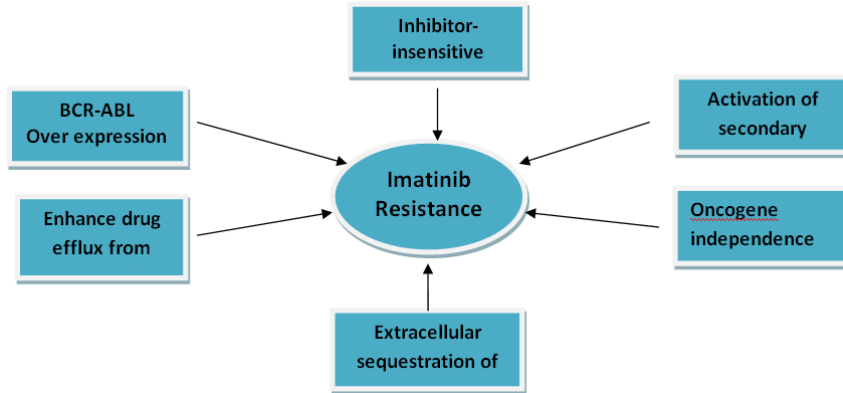 Inhibitor-
insensitive
BCR-ABL
Over expression
Activation of
secondary
Imatinib
Resistance
Enhance drug
efflux from
Oncogene
independence
Extracellular
sequestration of